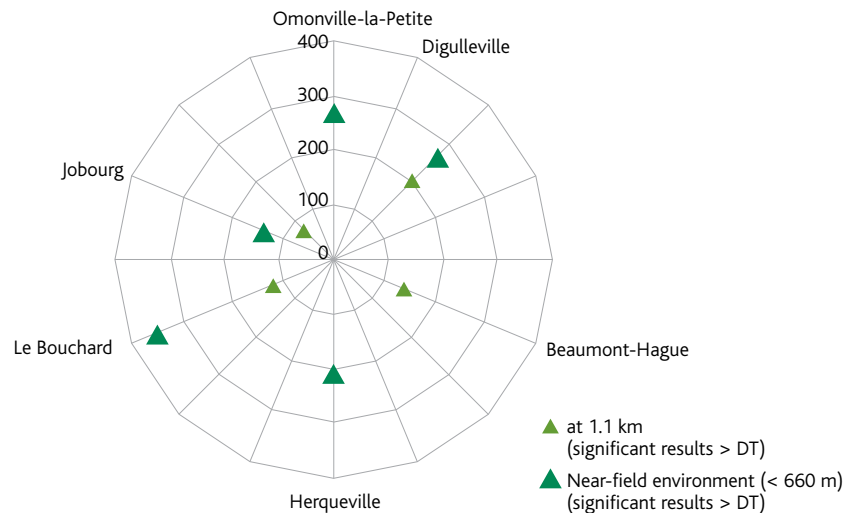 Omonville-la-Petite
400
Digulleville
300
200
Jobourg
100
0
Le Bouchard
Beaumont-Hague
at 1.1 km
(significant results > DT)
Near-field environment (< 660 m)
(significant results > DT)
Herqueville